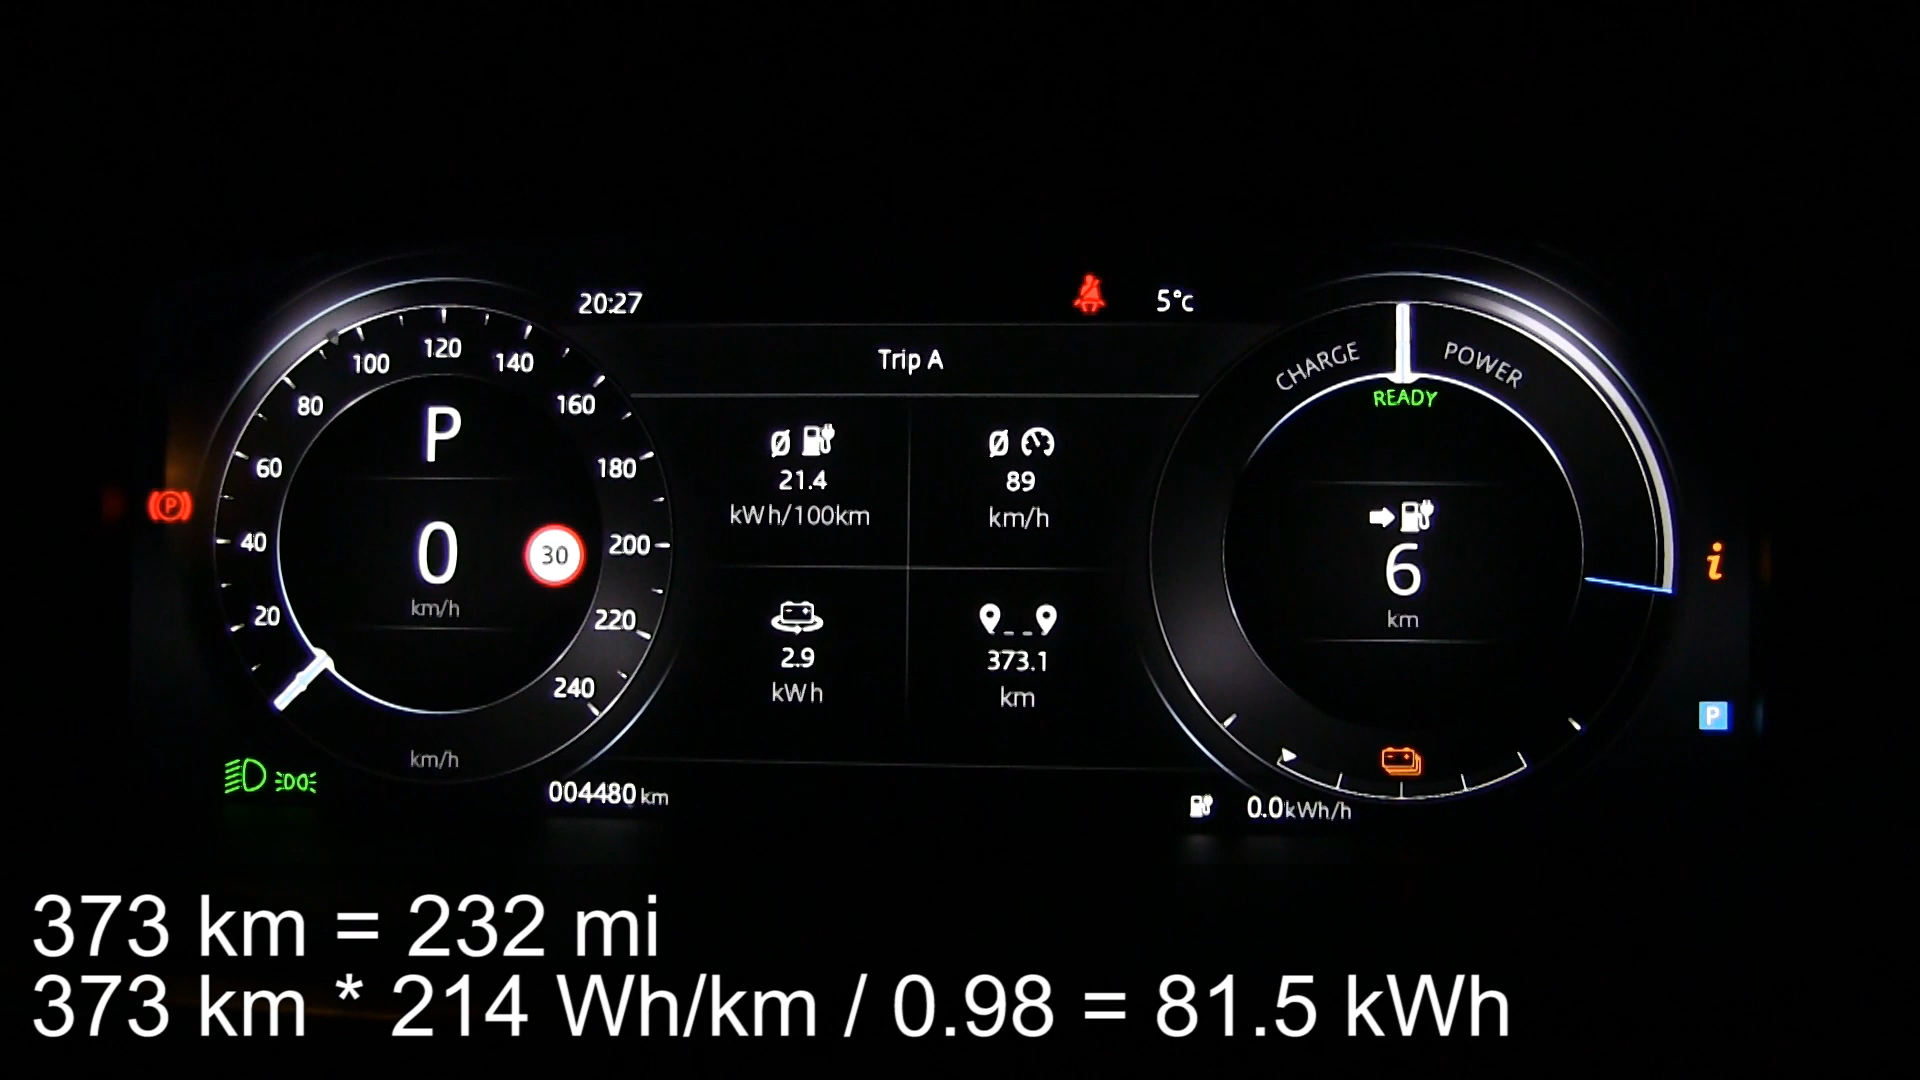 20:27
5°c
Trip A
20
40
60
80
100
120
140
160
180
200
220
240
P
0
km/h
30
km/h
21.4
kWh/100km
89
km/h
2.9
kWh
373.1
km
CHARGE
POWER
READY
6
km
P
i
P
004480 km
0.0 kWh/h
373 km = 232 mi
373 km * 214 Wh/km / 0.98 = 81.5 kWh